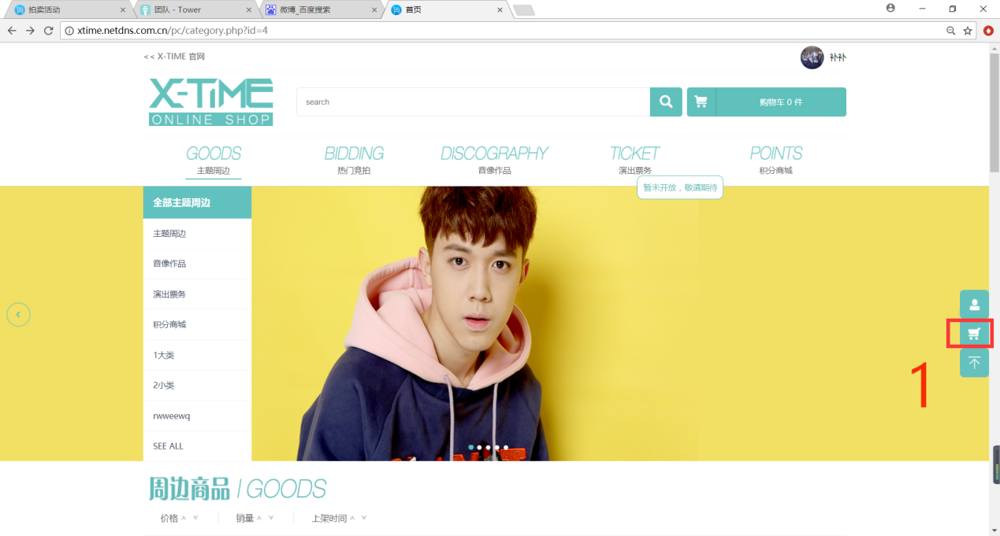 拍卖活动
团队 - Tower
微博_百度搜索
首页
xtime.netdns.com.cn/pc/category.php?id=4
<< X-TIME 官网
补补
X-TIME
ONLINE SHOP
search
购物车 0 件
GOODS
主题周边
BIDDING
热门竞拍
DISCOGRAPHY
音像作品
TICKET
演出票务
POINTS
积分商城
暂未开放，敬请期待
全部主题周边
主题周边
音像作品
演出票务
积分商城
1大类
2小类
rwweewq
SEE ALL
1
周边商品 / GOODS
价格
销量
上架时间